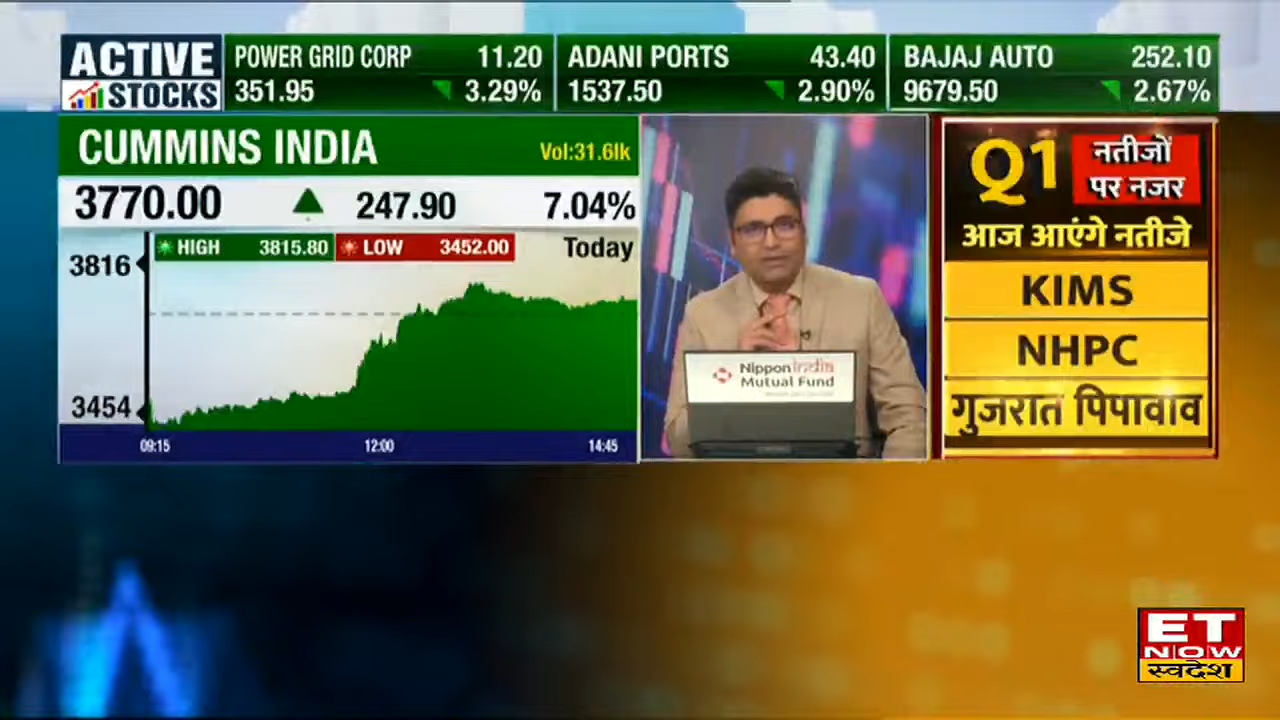 ACTIVE STOCKS
POWER GRID CORP 11.20
351.95 3.29%
ADANI PORTS 43.40
1537.50 2.90%
BAJAJ AUTO 252.10
9679.50 2.67%
CUMMINS INDIA Vol:31.6lk
3770.00 247.90 7.04%
HIGH 3815.80 LOW 3452.00 Today
3816
3454
09:15 12:00 14:45
Nippon india
Mutual Fund
Q1 नतीजों
पर नजर
आज आएंगे नतीजे
KIMS
NHPC
गुजरात पिपावाव
ET
NOW
स्वदेश